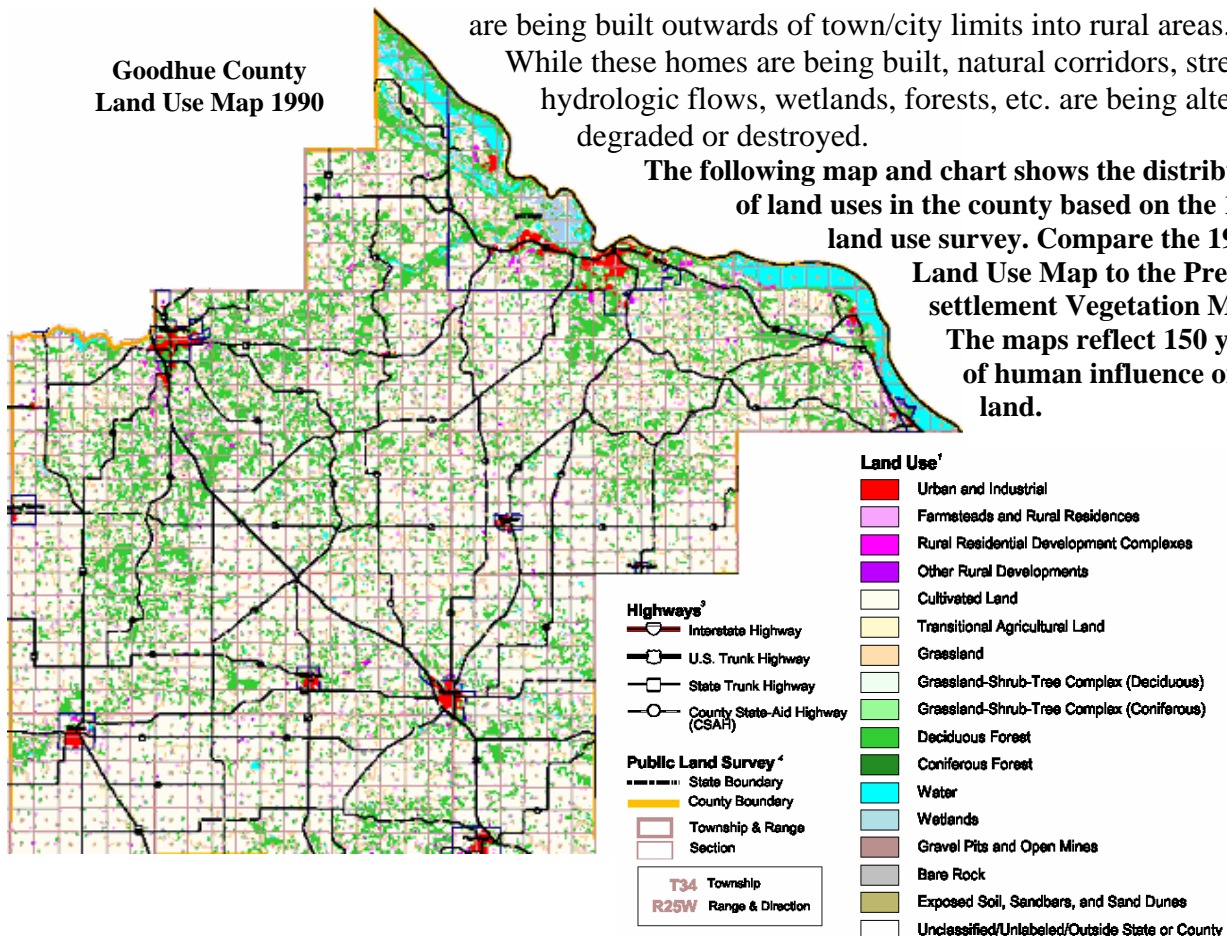 are being built outwards of town/city limits into rural areas.
While these homes are being built, natural corridors, stre
hydrologic flows, wetlands, forests, etc. are being alte
degraded or destroyed.
The following map and chart shows the distrib
of land uses in the county based on the
land use survey. Compare the 19
Land Use Map to the Pre
settlement Vegetation M
The maps reflect 150 y
of human influence o
land.
Goodhue County
Land Use Map 1990
Land Use¹
Urban and Industrial
Farmsteads and Rural Residences
Rural Residential Development Complexes
Other Rural Developments
Cultivated Land
Transitional Agricultural Land
Grassland
Grassland-Shrub-Tree Complex (Deciduous)
Grassland-Shrub-Tree Complex (Coniferous)
Deciduous Forest
Coniferous Forest
Water
Wetlands
Gravel Pits and Open Mines
Bare Rock
Exposed Soil, Sandbars, and Sand Dunes
Unclassified/Unlabeled/Outside State or County
Highways³
Interstate Highway
U.S. Trunk Highway
State Trunk Highway
County State-Aid Highway
(CSAH)
Public Land Survey ⁴
State Boundary
County Boundary
Township & Range
Section
T34 Township
R25W Range & Direction